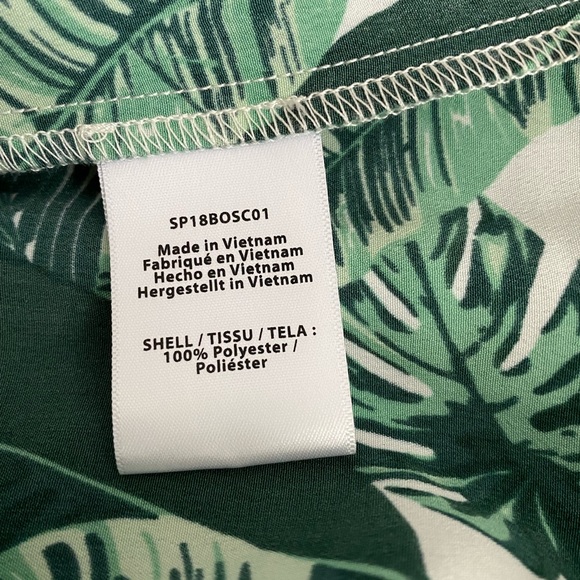 SP18BOSC01
Made in Vietnam
Fabriqué en Vietnam
Hecho en Vietnam
Hergestellt in Vietnam
SHELL / TISSU / TELA :
100% Polyester /
Poliéster